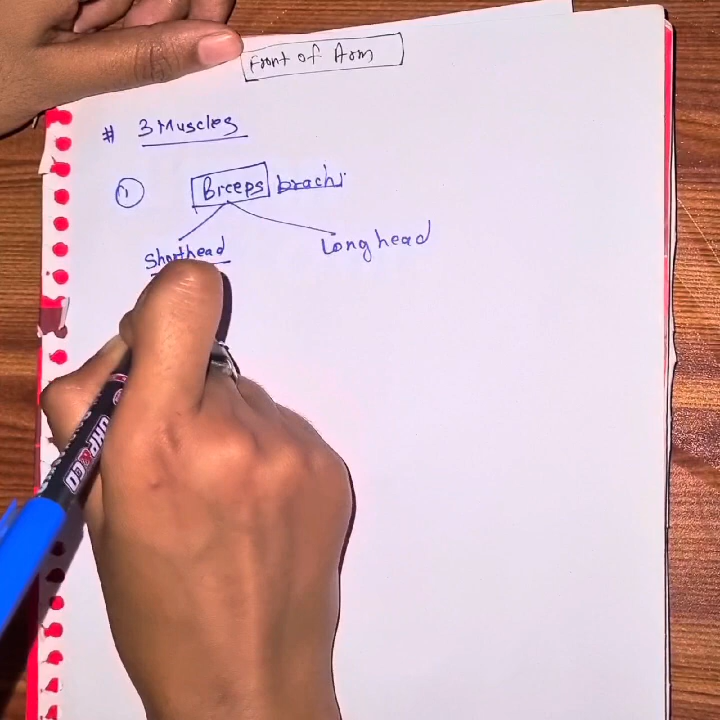 Front of Arm
# 3 Muscles
1 Biceps brachi
Shorthead Long head